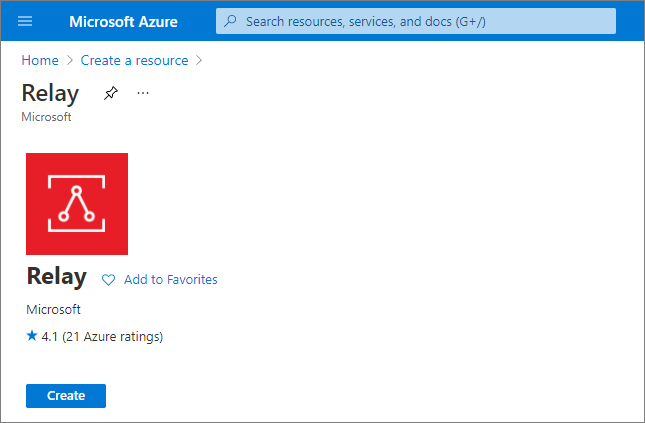 Microsoft Azure
Search resources, services, and docs (G+/)
Home > Create a resource >
Relay
Microsoft
Relay
Add to Favorites
Microsoft
★ 4.1 (21 Azure ratings)
Create